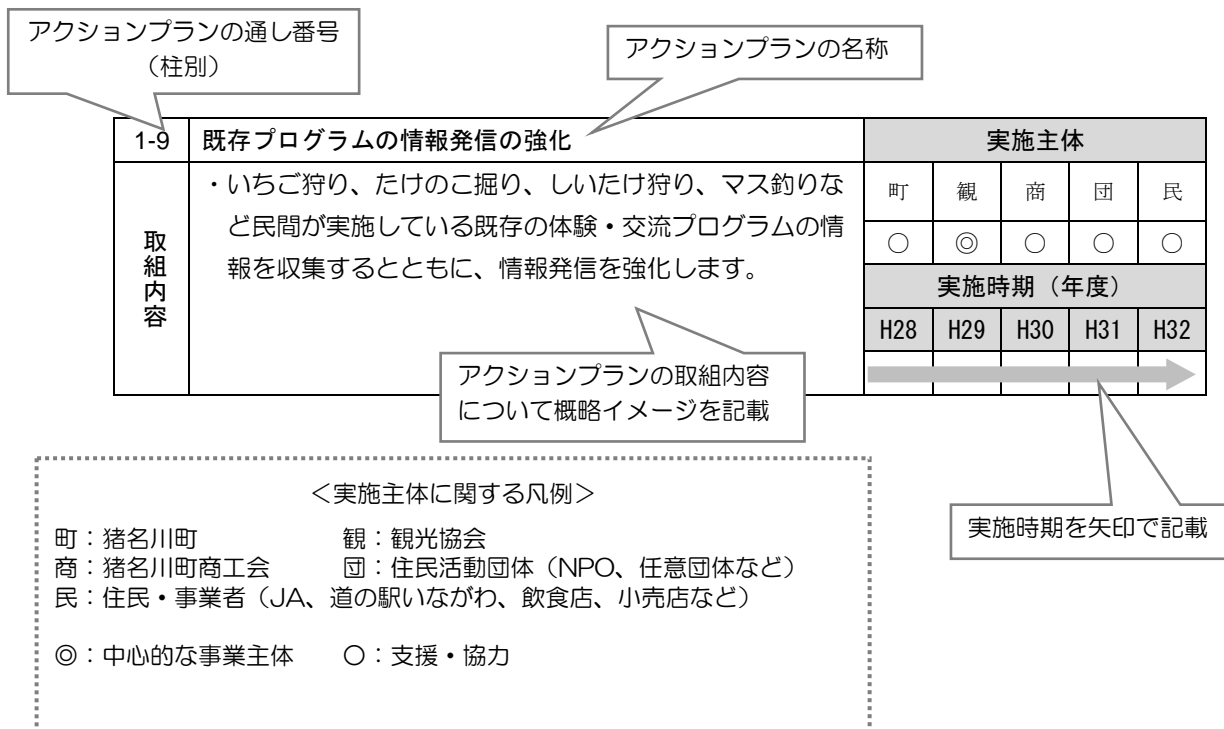 アクションプランの通し番号
（柱別）
アクションプランの名称
1-9
既存プログラムの情報発信の強化
実施主体
取組内容
・いちご狩り、たけのこ掘り、しいたけ狩り、マス釣りな
ど民間が実施している既存の体験・交流プログラムの情
報を収集するとともに、情報発信を強化します。
町 観 商 団 民
○ ◎ ○ ○ ○
実施時期（年度）
H28 H29 H30 H31 H32
アクションプランの取組内容
について概略イメージを記載
実施時期を矢印で記載
＜実施主体に関する凡例＞
町：猪名川町 観：観光協会
商：猪名川町商工会 団：住民活動団体（NPO、任意団体など）
民：住民・事業者（JA、道の駅いながわ、飲食店、小売店など）
◎：中心的な事業主体 ○：支援・協力